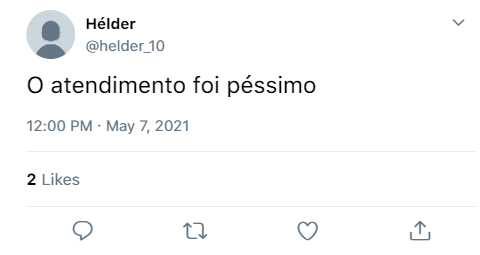 Hélder
@helder_10
O atendimento foi péssimo
12:00 PM · May 7, 2021
2 Likes